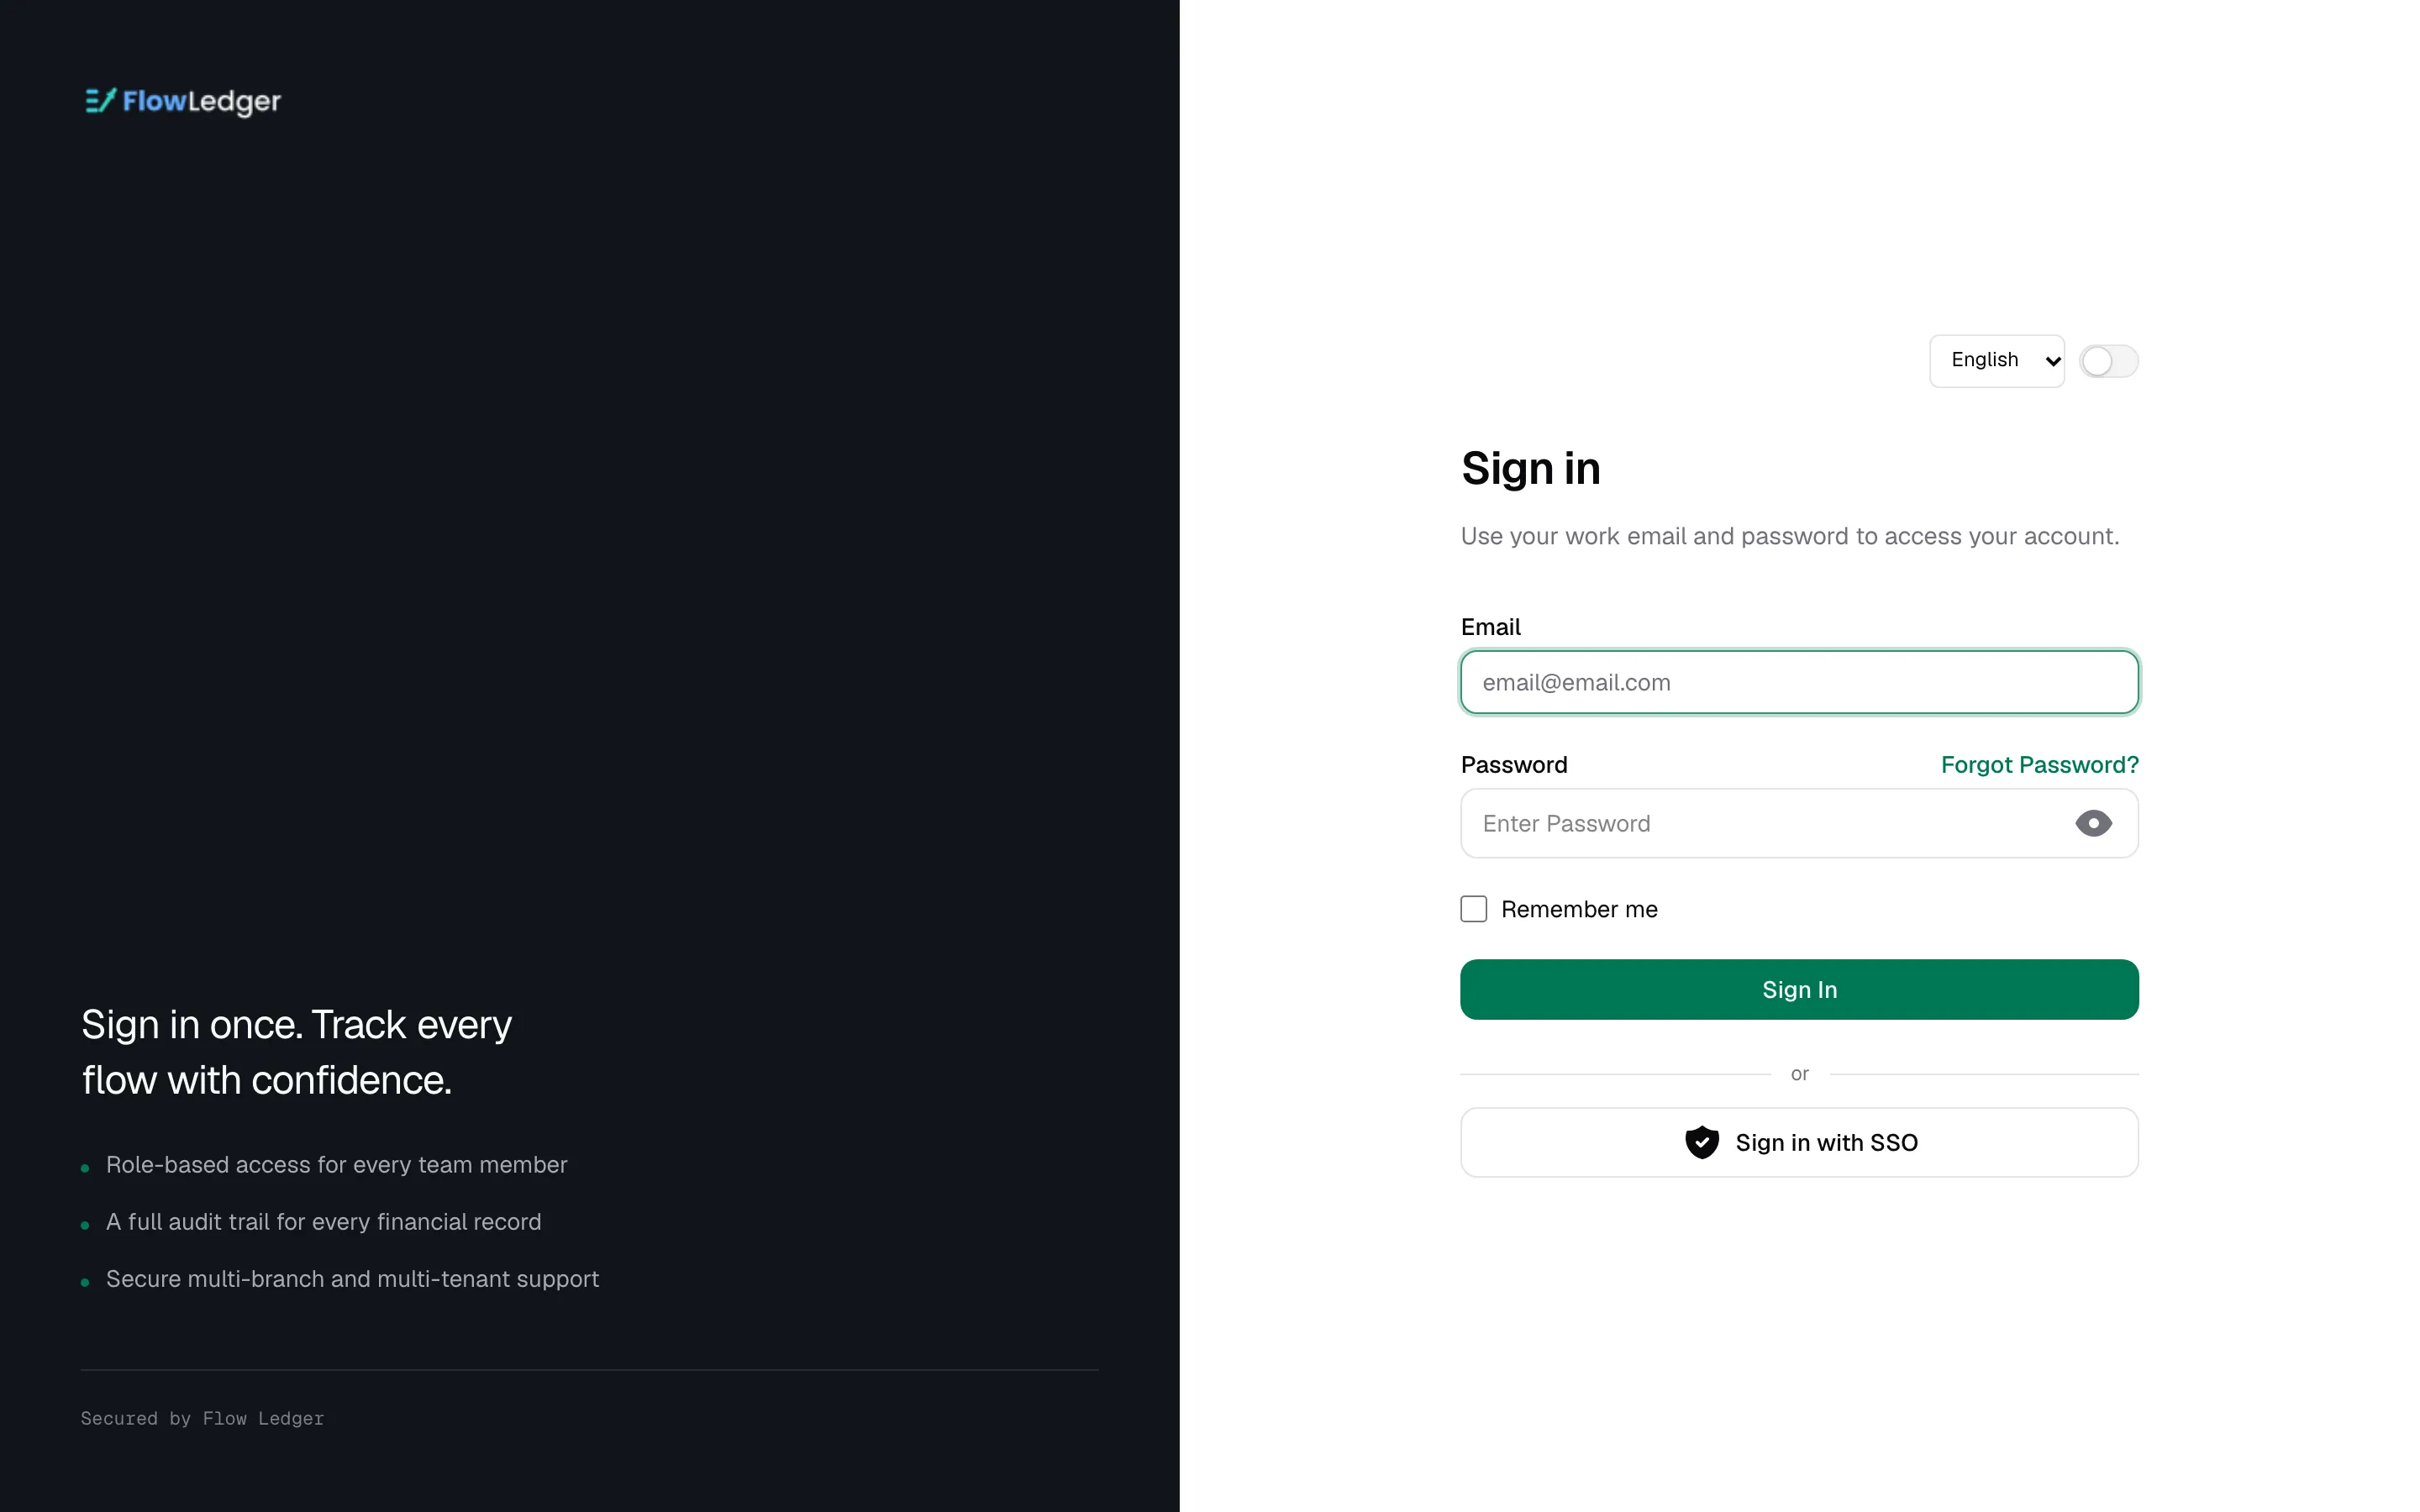 FlowLedger
Sign in once. Track every
flow with confidence.
Role-based access for every team member
A full audit trail for every financial record
Secure multi-branch and multi-tenant support
Secured by Flow Ledger
English
Sign in
Use your work email and password to access your account.
Email
email@email.com
Password Forgot Password?
Enter Password
Remember me
Sign In
or
Sign in with SSO